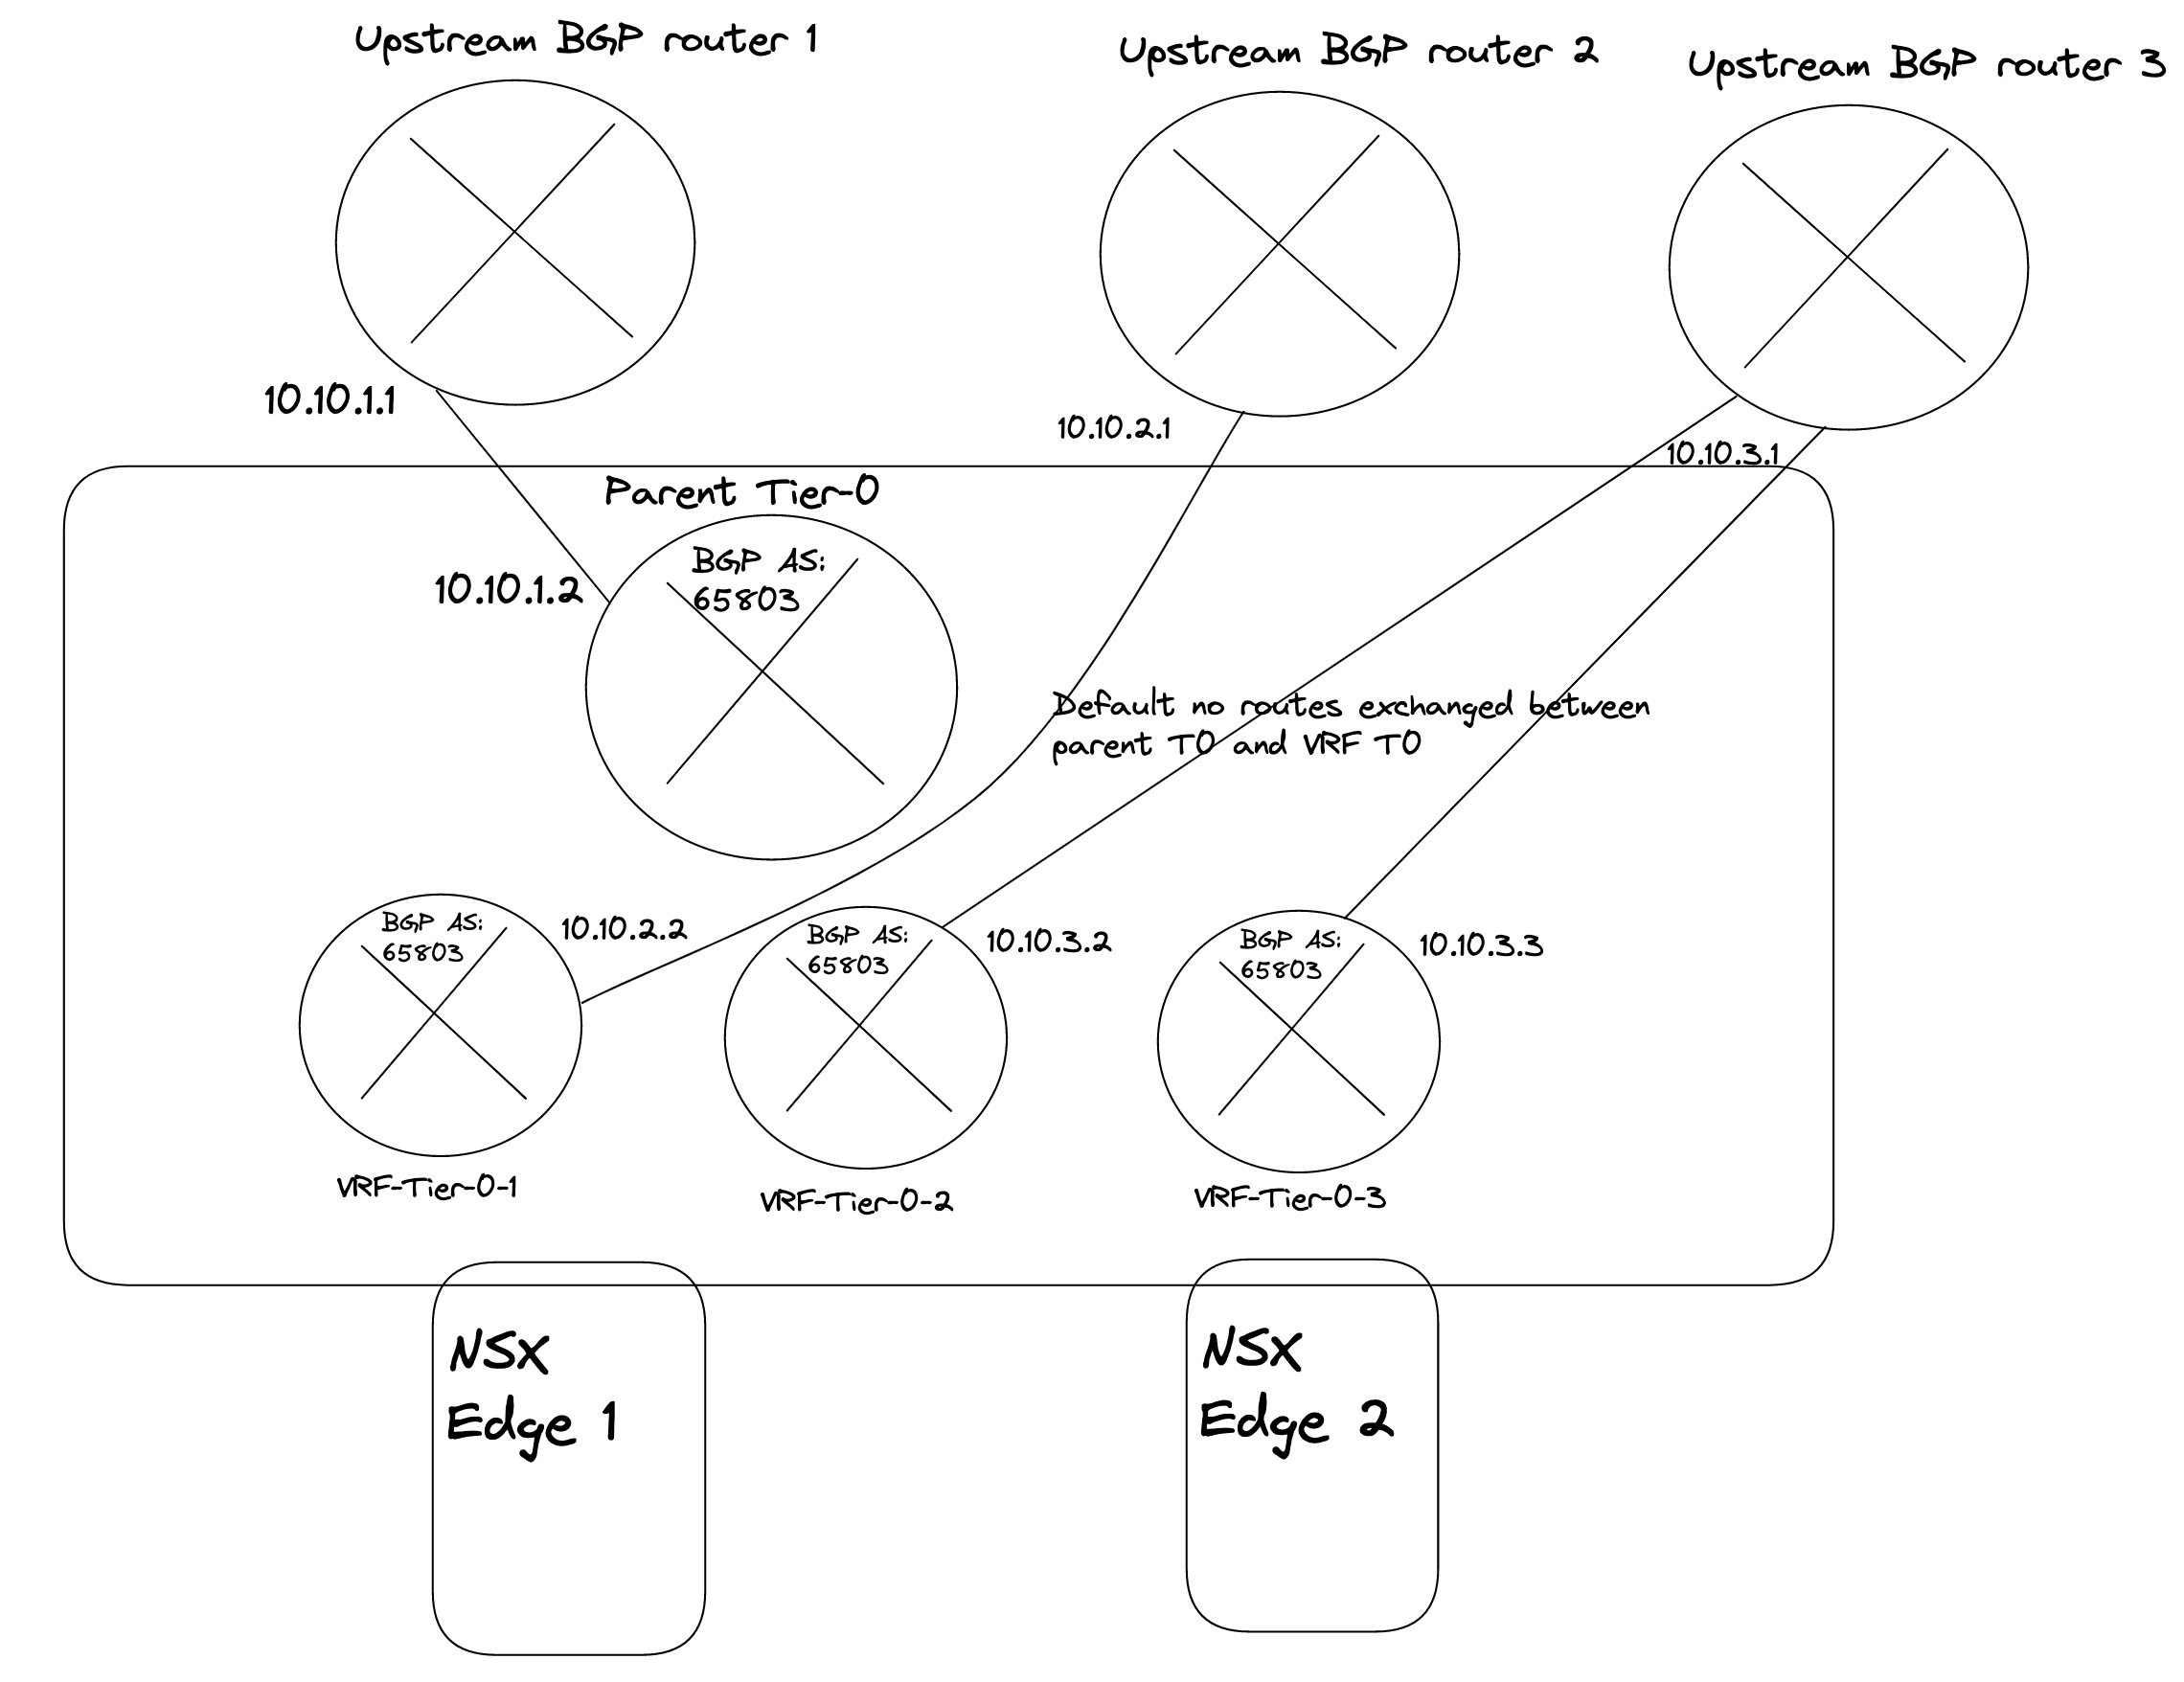 Upstream BGP router 1
Upstream BGP router 2
Upstream BGP router 3
10.10.1.1
10.10.2.1
10.10.3.1
Parent Tier-0
BGP AS:
65803
10.10.1.2
Default no routes exchanged between
parent T0 and VRF T0
BGP AS:
65803
10.10.2.2
BGP AS:
65803
10.10.3.2
BGP AS:
65803
10.10.3.3
VRF-Tier-0-1
VRF-Tier-0-2
VRF-Tier-0-3
NSX
Edge 1
NSX
Edge 2